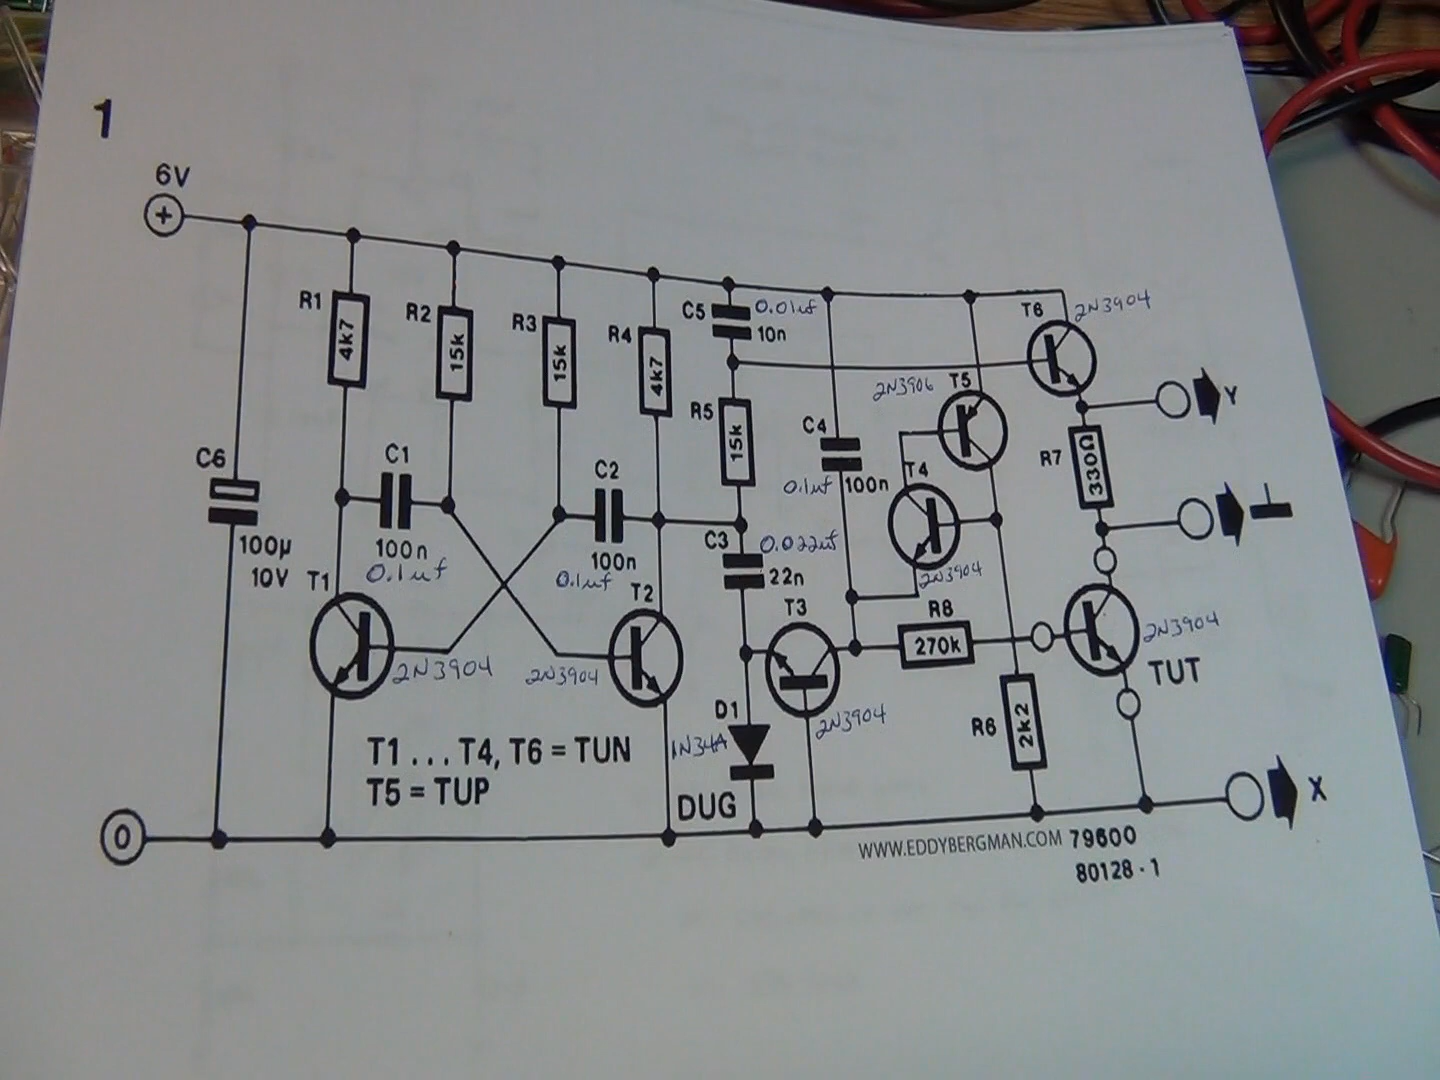 1
6V
+
R1
4k7
R2
15k
R3
15k
R4
4k7
C5
0.01uf
10n
T6
2N3904
R5
15k
2N3906
T5
Y
C6
100µ
10V
C1
100n
0.1uf
C2
100n
0.1uf
C4
0.1uf
100n
T4
2N3904
R7
330Ω
C3
0.022uf
22n
T1
2N3904
T2
2N3904
T3
2N3904
R8
270k
2N3904
TUT
D1
1N34A
DUG
R6
2k2
T1 ... T4, T6 = TUN
T5 = TUP
X
0
WWW.EDDYBERGMAN.COM 79600
80128 - 1